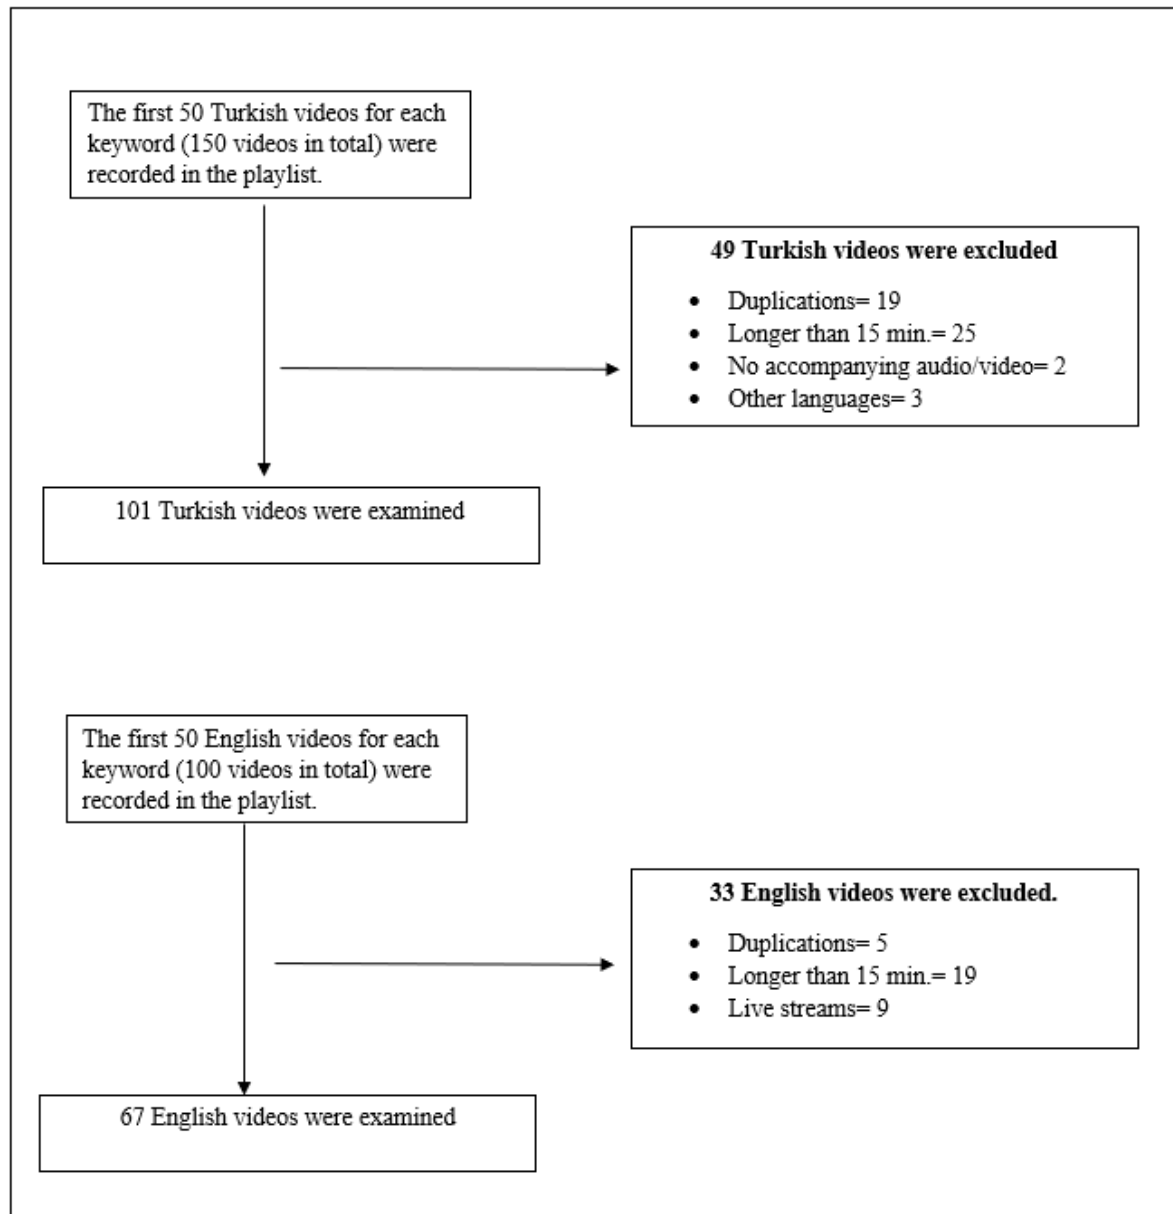 The first 50 Turkish videos for each
keyword (150 videos in total) were
recorded in the playlist.
49 Turkish videos were excluded
• Duplications= 19
• Longer than 15 min.= 25
• No accompanying audio/video= 2
• Other languages= 3
101 Turkish videos were examined
The first 50 English videos for each
keyword (100 videos in total) were
recorded in the playlist.
33 English videos were excluded.
• Duplications= 5
• Longer than 15 min.= 19
• Live streams= 9
67 English videos were examined